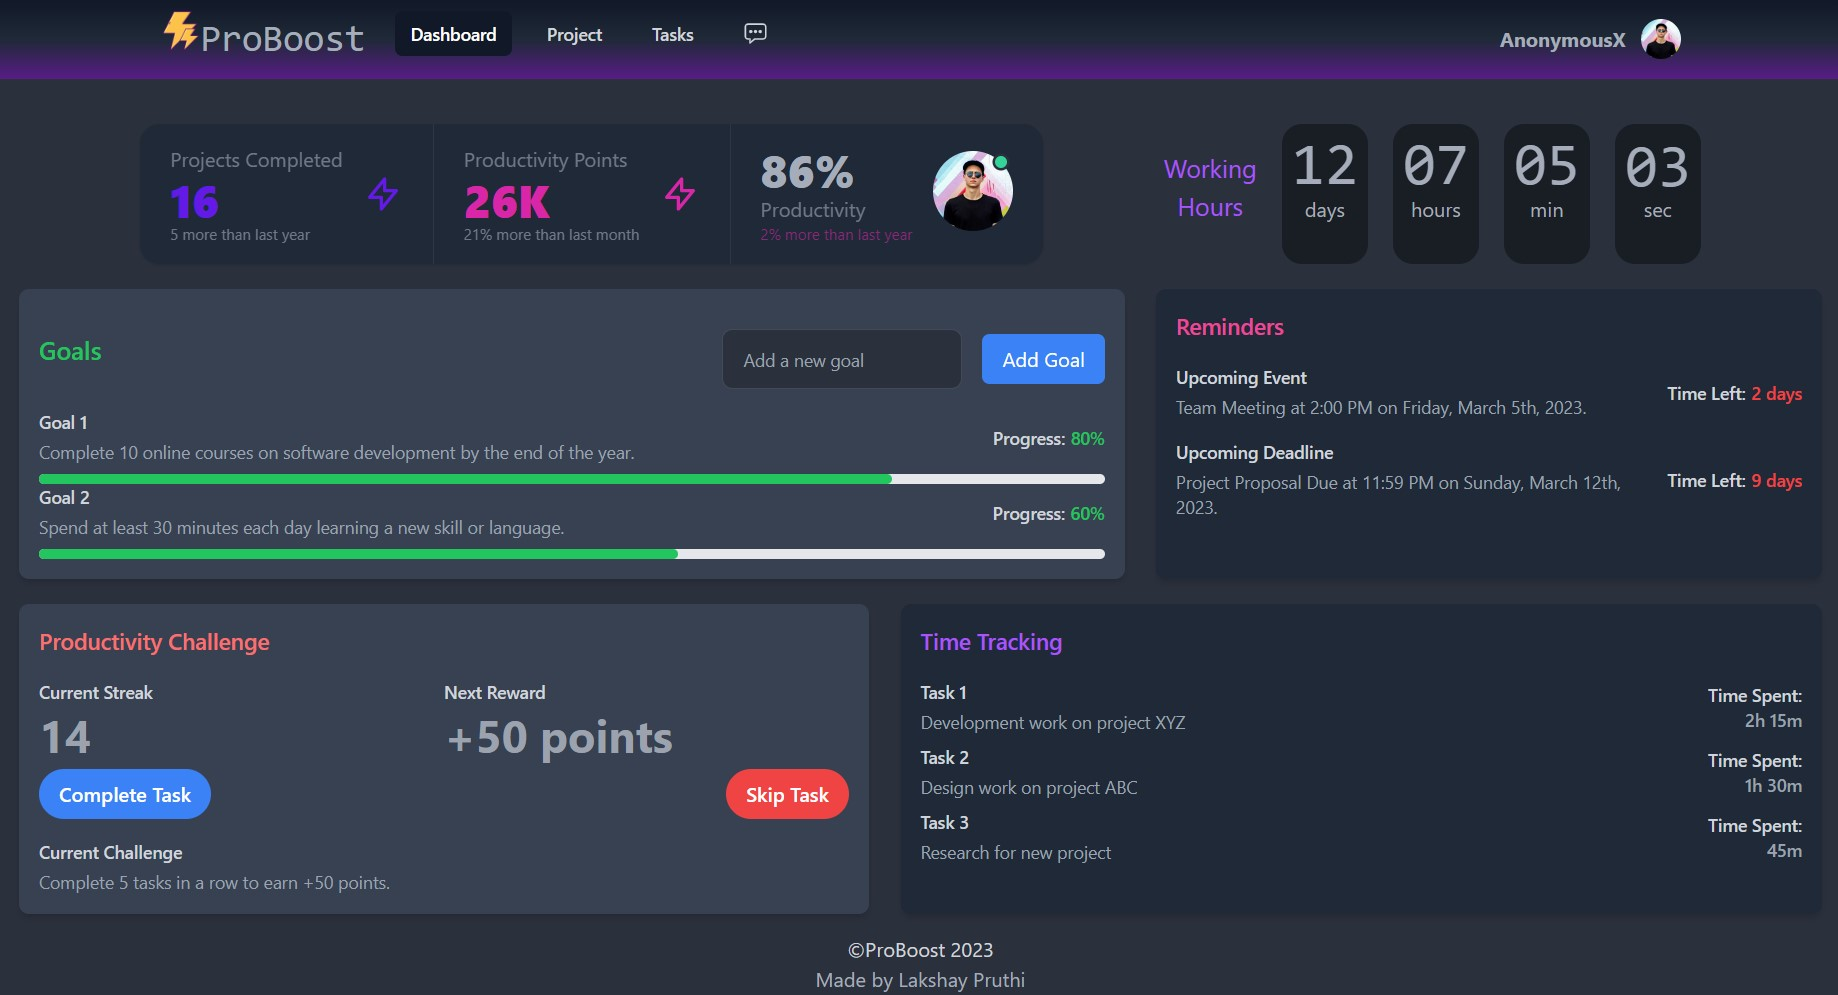 ProBoost
Dashboard
Project
Tasks
AnonymousX
Projects Completed
16
5 more than last year
Productivity Points
26K
21% more than last month
86%
Productivity
2% more than last year
Working
Hours
12
days
07
hours
05
min
03
sec
Goals
Add a new goal
Add Goal
Goal 1
Complete 10 online courses on software development by the end of the year.
Progress: 80%
Goal 2
Spend at least 30 minutes each day learning a new skill or language.
Progress: 60%
Reminders
Upcoming Event
Team Meeting at 2:00 PM on Friday, March 5th, 2023.
Time Left: 2 days
Upcoming Deadline
Project Proposal Due at 11:59 PM on Sunday, March 12th,
2023.
Time Left: 9 days
Productivity Challenge
Current Streak
14
Next Reward
+50 points
Complete Task
Skip Task
Current Challenge
Complete 5 tasks in a row to earn +50 points.
Time Tracking
Task 1
Development work on project XYZ
Time Spent:
2h 15m
Task 2
Design work on project ABC
Time Spent:
1h 30m
Task 3
Research for new project
Time Spent:
45m
©ProBoost 2023
Made by Lakshay Pruthi